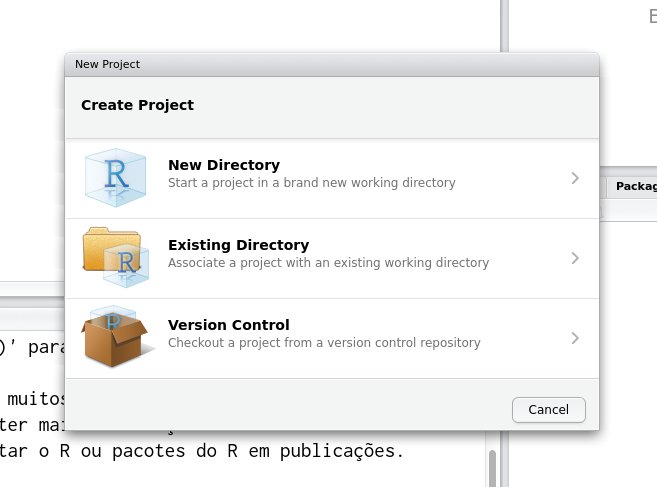 New Project
Create Project
New Directory
Start a project in a brand new working directory
Existing Directory
Associate a project with an existing working directory
Version Control
Checkout a project from a version control repository
Cancel
Packag
)' para
muitos
ter mai
tar o R ou pacotes do R em publicações.